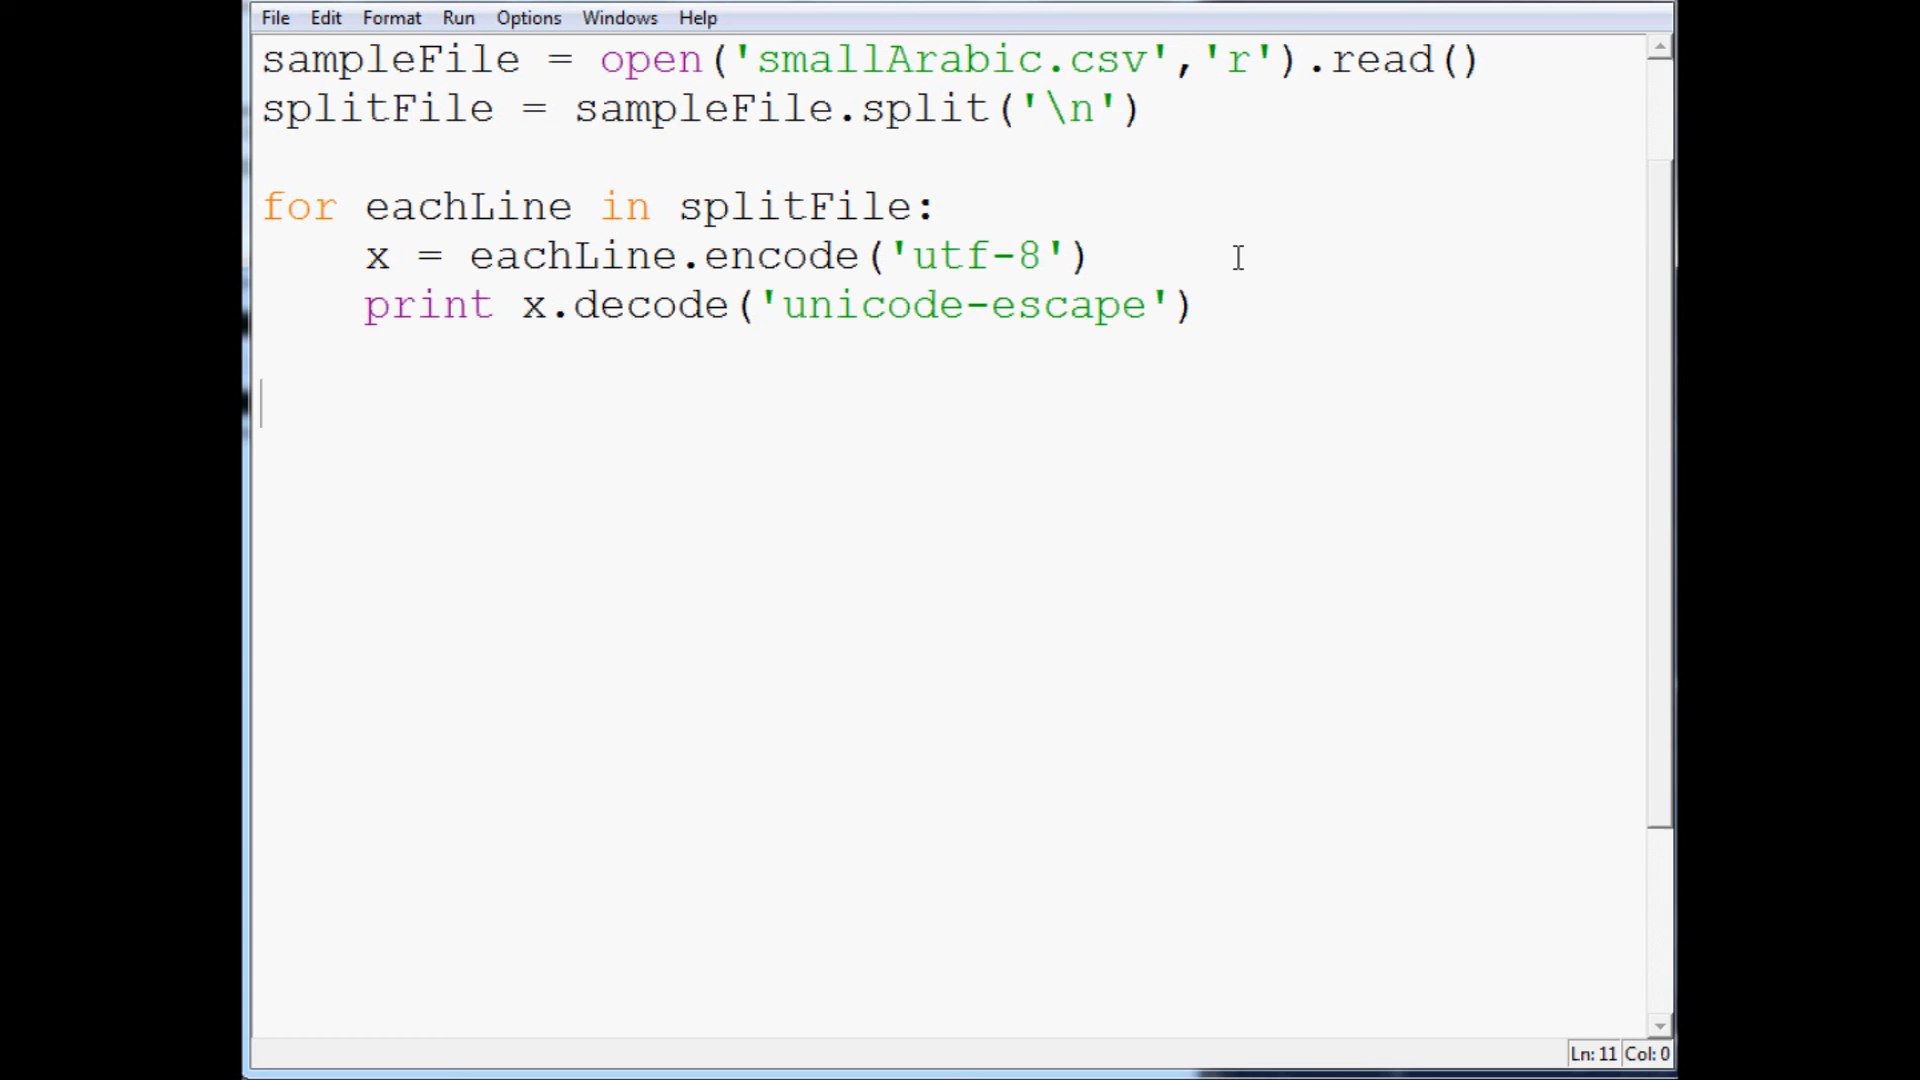 File Edit Format Run Options Windows Help
sampleFile = open('smallArabic.csv','r').read()
splitFile = sampleFile.split('\n')
for eachLine in splitFile:
    x = eachLine.encode('utf-8')
    print x.decode('unicode-escape')
Ln: 11 Col: 0